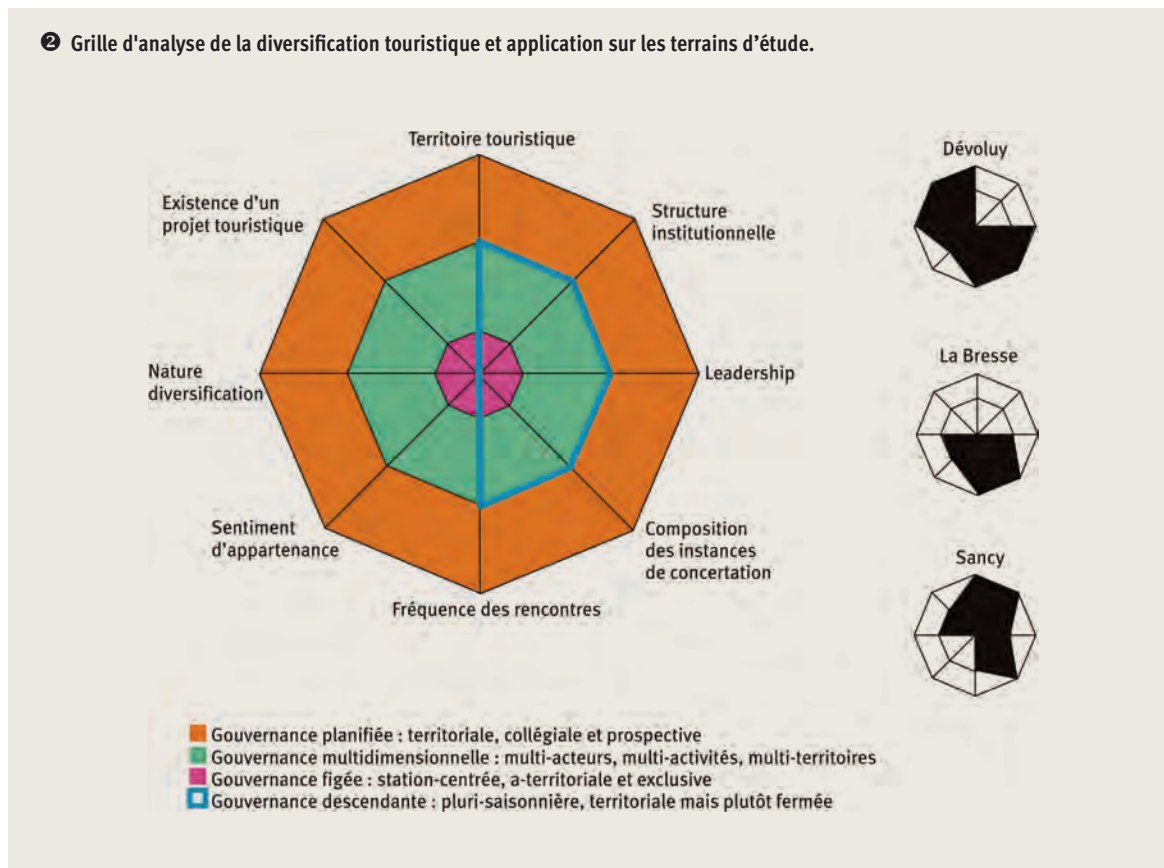 ❷ Grille d'analyse de la diversification touristique et application sur les terrains d'étude.
Territoire touristique
Existence d'un
projet touristique
Structure
institutionnelle
Nature
diversification
Leadership
Sentiment
d'appartenance
Composition
des instances
de concertation
Fréquence des rencontres
Dévoluy
La Bresse
Sancy
Gouvernance planifiée : territoriale, collégiale et prospective
Gouvernance multidimensionnelle : multi-acteurs, multi-activités, multi-territoires
Gouvernance figée : station-centrée, a-territoriale et exclusive
Gouvernance descendante : pluri-saisonnière, territoriale mais plutôt fermée